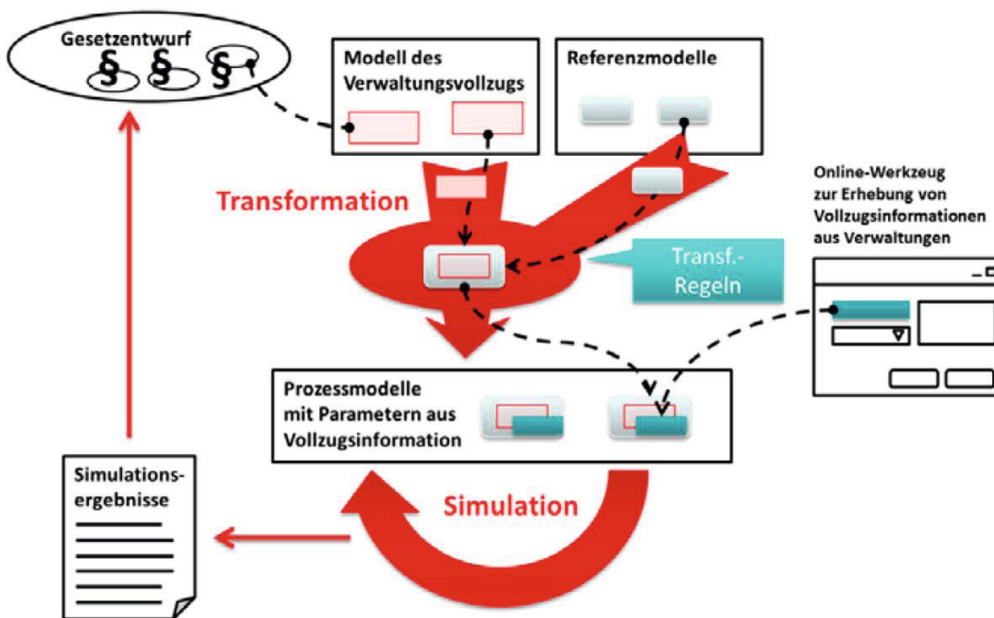 Gesetzentwurf
§ § §
Modell des
Verwaltungsvollzugs
Referenzmodelle
Transformation
Transf.-
Regeln
Online-Werkzeug
zur Erhebung von
Vollzugsinformationen
aus Verwaltungen
Prozessmodelle
mit Parametern aus
Vollzugsinformation
Simulation
Simulations-
ergebnisse